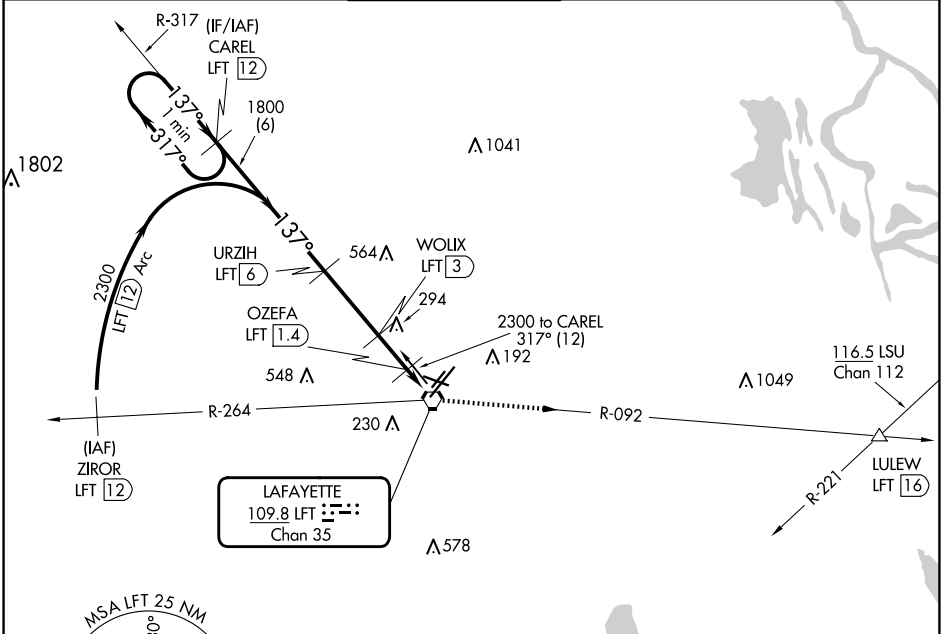 R-317
(IF/IAF)
CAREL
LFT 12
137°
1 min
317°
1800
(6)
1041
1802
2300
LFT 12 Arc
137°
URZIH
LFT 6
564
WOLIX
LFT 3
294
OZEFA
LFT 1.4
2300 to CAREL
317° (12)
192
548
116.5 LSU
Chan 112
1049
R-264
R-092
230
(IAF)
ZIROR
LFT 12
LULEW
LFT 16
R-221
LAFAYETTE
109.8 LFT
Chan 35
578
MSA LFT 25 NM